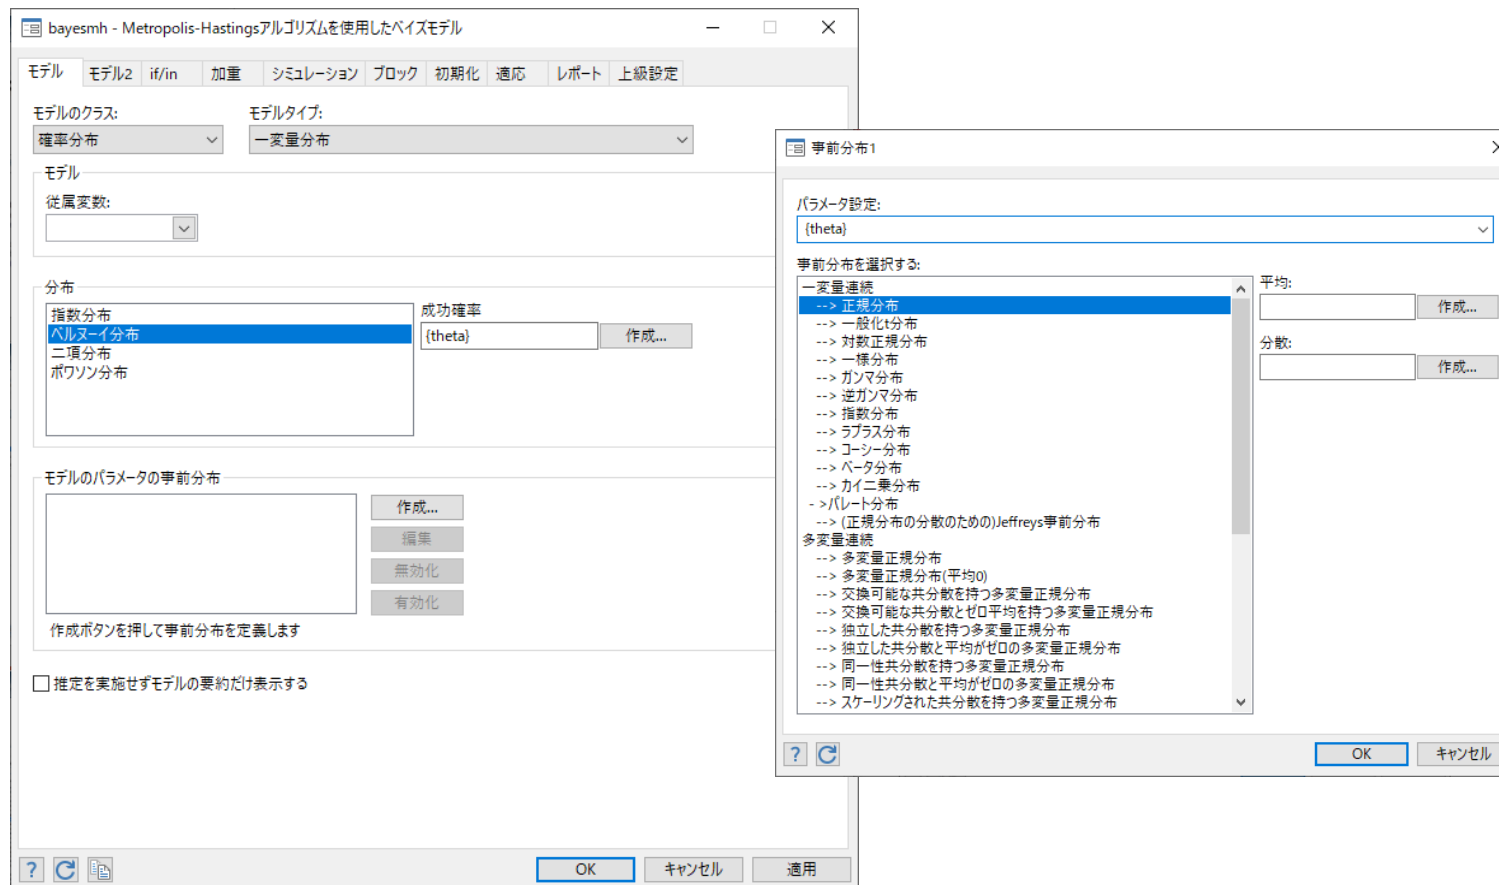 bayesmh - Metropolis-Hastingsアルゴリズムを使用したベイズモデル
モデル モデル2 if/in 加重 シミュレーション ブロック 初期化 適応 レポート 上級設定
モデルのクラス: モデルタイプ:
確率分布 一変量分布
モデル
従属変数:
分布
指数分布
ベルヌーイ分布
二項分布
ポワソン分布
成功確率
{theta} 作成...
モデルのパラメータの事前分布
作成...
編集
無効化
有効化
作成ボタンを押して事前分布を定義します
推定を実施せずモデルの要約だけ表示する
? OK キャンセル 適用
事前分布1
パラメータ設定:
{theta}
事前分布を選択する:
一変量連続
--> 正規分布
--> 一般化t分布
--> 対数正規分布
--> 一様分布
--> ガンマ分布
--> 逆ガンマ分布
--> 指数分布
--> ラプラス分布
--> コーシー分布
--> ベータ分布
--> カイ二乗分布
- >パレート分布
--> (正規分布の分散のための)Jeffreys事前分布
多変量連続
--> 多変量正規分布
--> 多変量正規分布(平均0)
--> 交換可能な共分散を持つ多変量正規分布
--> 交換可能な共分散とゼロ平均を持つ多変量正規分布
--> 独立した共分散を持つ多変量正規分布
--> 独立した共分散と平均がゼロの多変量正規分布
--> 同一性共分散を持つ多変量正規分布
--> 同一性共分散と平均がゼロの多変量正規分布
--> スケーリングされた共分散を持つ多変量正規分布
平均:
作成...
分散:
作成...
? OK キャンセル